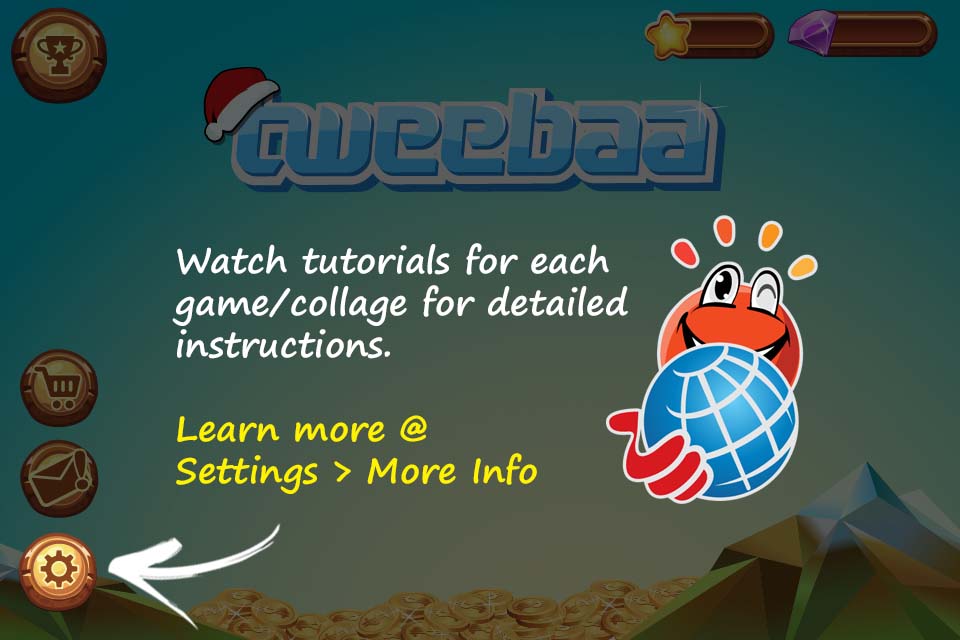 tweebaa
Watch tutorials for each
game/collage for detailed
instructions.
Learn more @
Settings > More Info